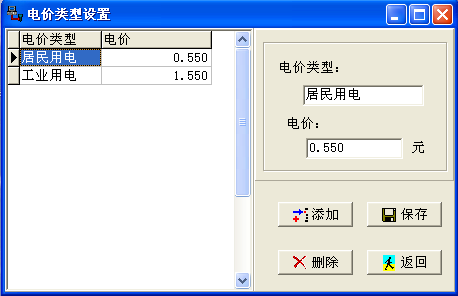 电价类型设置
电价类型 电价
居民用电 0.550
工业用电 1.550
电价类型：
居民用电
电价：
0.550 元
添加 保存
删除 返回